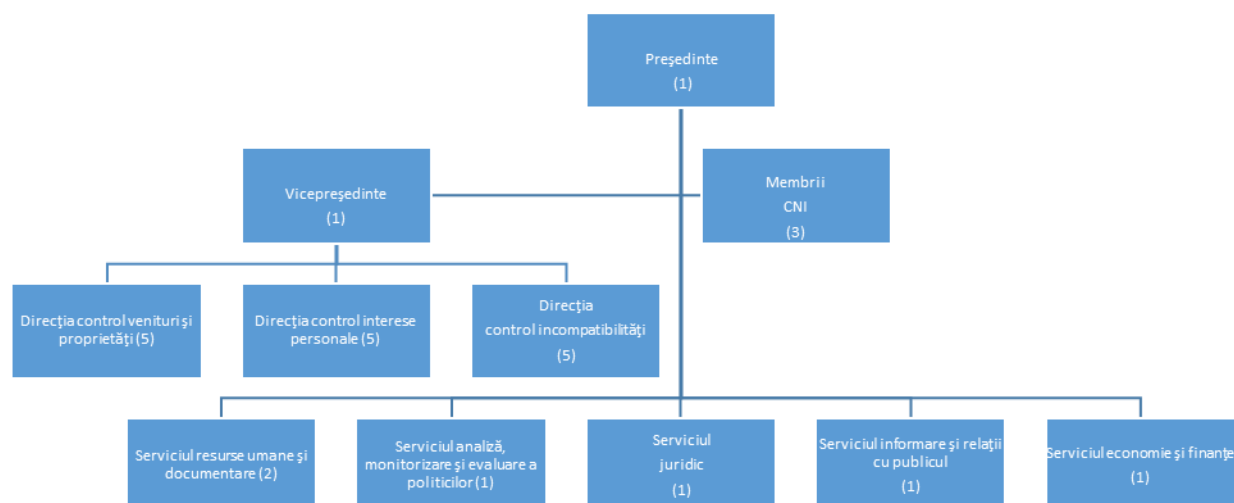 Preşedinte
(1)
Vicepreşedinte
(1)
Membrii
CNI
(3)
Direcţia control venituri şi
proprietăţi (5)
Direcţia control interese
personale (5)
Direcţia
control incompatibilităţi
(5)
Serviciul resurse umane şi
documentare (2)
Serviciul analiză,
monitorizare şi evaluare a
politicilor (1)
Serviciul
juridic
(1)
Serviciul informare şi relaţii
cu publicul
(1)
Serviciul economie şi finanţe
(1)